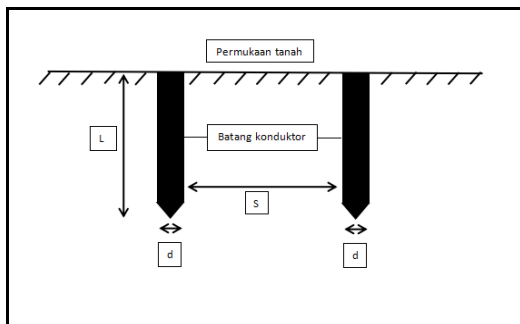 Permukaan tanah
L
Batang konduktor
S
d
d